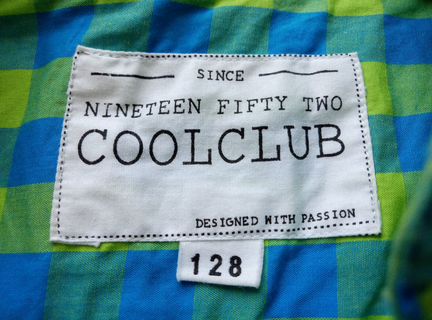 SINCE
NINETEEN FIFTY TWO
COOLCLUB
DESIGNED WITH PASSION
128